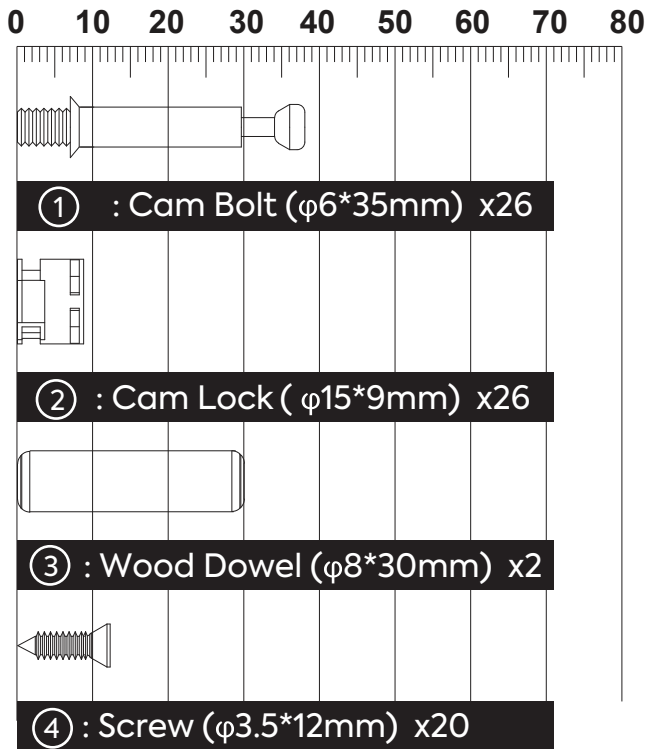 0 10 20 30 40 50 60 70 80
① : Cam Bolt (φ6*35mm) x26
② : Cam Lock ( φ15*9mm) x26
③ : Wood Dowel (φ8*30mm) x2
④ : Screw (φ3.5*12mm) x20